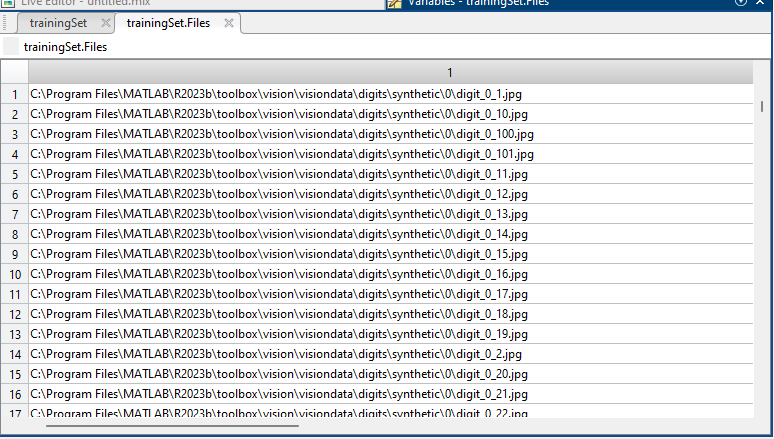 Live Editor - untitled.mlx
Variables - trainingSet.Files
trainingSet
trainingSet.Files
trainingSet.Files
1
1 C:\Program Files\MATLAB\R2023b\toolbox\vision\visiondata\digits\synthetic\0\digit_0_1.jpg
2 C:\Program Files\MATLAB\R2023b\toolbox\vision\visiondata\digits\synthetic\0\digit_0_10.jpg
3 C:\Program Files\MATLAB\R2023b\toolbox\vision\visiondata\digits\synthetic\0\digit_0_100.jpg
4 C:\Program Files\MATLAB\R2023b\toolbox\vision\visiondata\digits\synthetic\0\digit_0_101.jpg
5 C:\Program Files\MATLAB\R2023b\toolbox\vision\visiondata\digits\synthetic\0\digit_0_11.jpg
6 C:\Program Files\MATLAB\R2023b\toolbox\vision\visiondata\digits\synthetic\0\digit_0_12.jpg
7 C:\Program Files\MATLAB\R2023b\toolbox\vision\visiondata\digits\synthetic\0\digit_0_13.jpg
8 C:\Program Files\MATLAB\R2023b\toolbox\vision\visiondata\digits\synthetic\0\digit_0_14.jpg
9 C:\Program Files\MATLAB\R2023b\toolbox\vision\visiondata\digits\synthetic\0\digit_0_15.jpg
10 C:\Program Files\MATLAB\R2023b\toolbox\vision\visiondata\digits\synthetic\0\digit_0_16.jpg
11 C:\Program Files\MATLAB\R2023b\toolbox\vision\visiondata\digits\synthetic\0\digit_0_17.jpg
12 C:\Program Files\MATLAB\R2023b\toolbox\vision\visiondata\digits\synthetic\0\digit_0_18.jpg
13 C:\Program Files\MATLAB\R2023b\toolbox\vision\visiondata\digits\synthetic\0\digit_0_19.jpg
14 C:\Program Files\MATLAB\R2023b\toolbox\vision\visiondata\digits\synthetic\0\digit_0_2.jpg
15 C:\Program Files\MATLAB\R2023b\toolbox\vision\visiondata\digits\synthetic\0\digit_0_20.jpg
16 C:\Program Files\MATLAB\R2023b\toolbox\vision\visiondata\digits\synthetic\0\digit_0_21.jpg
17 C:\Program Files\MATLAB\R2023b\toolbox\vision\visiondata\digits\synthetic\0\digit_0_22.jpg